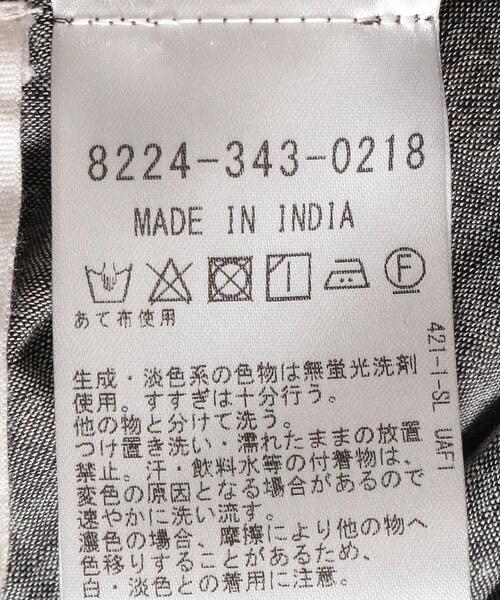 8224-343-0218
MADE IN INDIA
F
あて布使用
生成・淡色系の色物は無蛍光洗剤
使用。すすぎは十分行う。
他の物と分けて洗う。
つけ置き洗い・濡れたままの放置
禁止。汗・飲料水等の付着物は、
変色の原因となる場合があるので
速やかに洗い流す。
濃色の場合、摩擦により他の物へ
色移りすることがあるため、
白・淡色との着用に注意。
421-I-SL UAF1